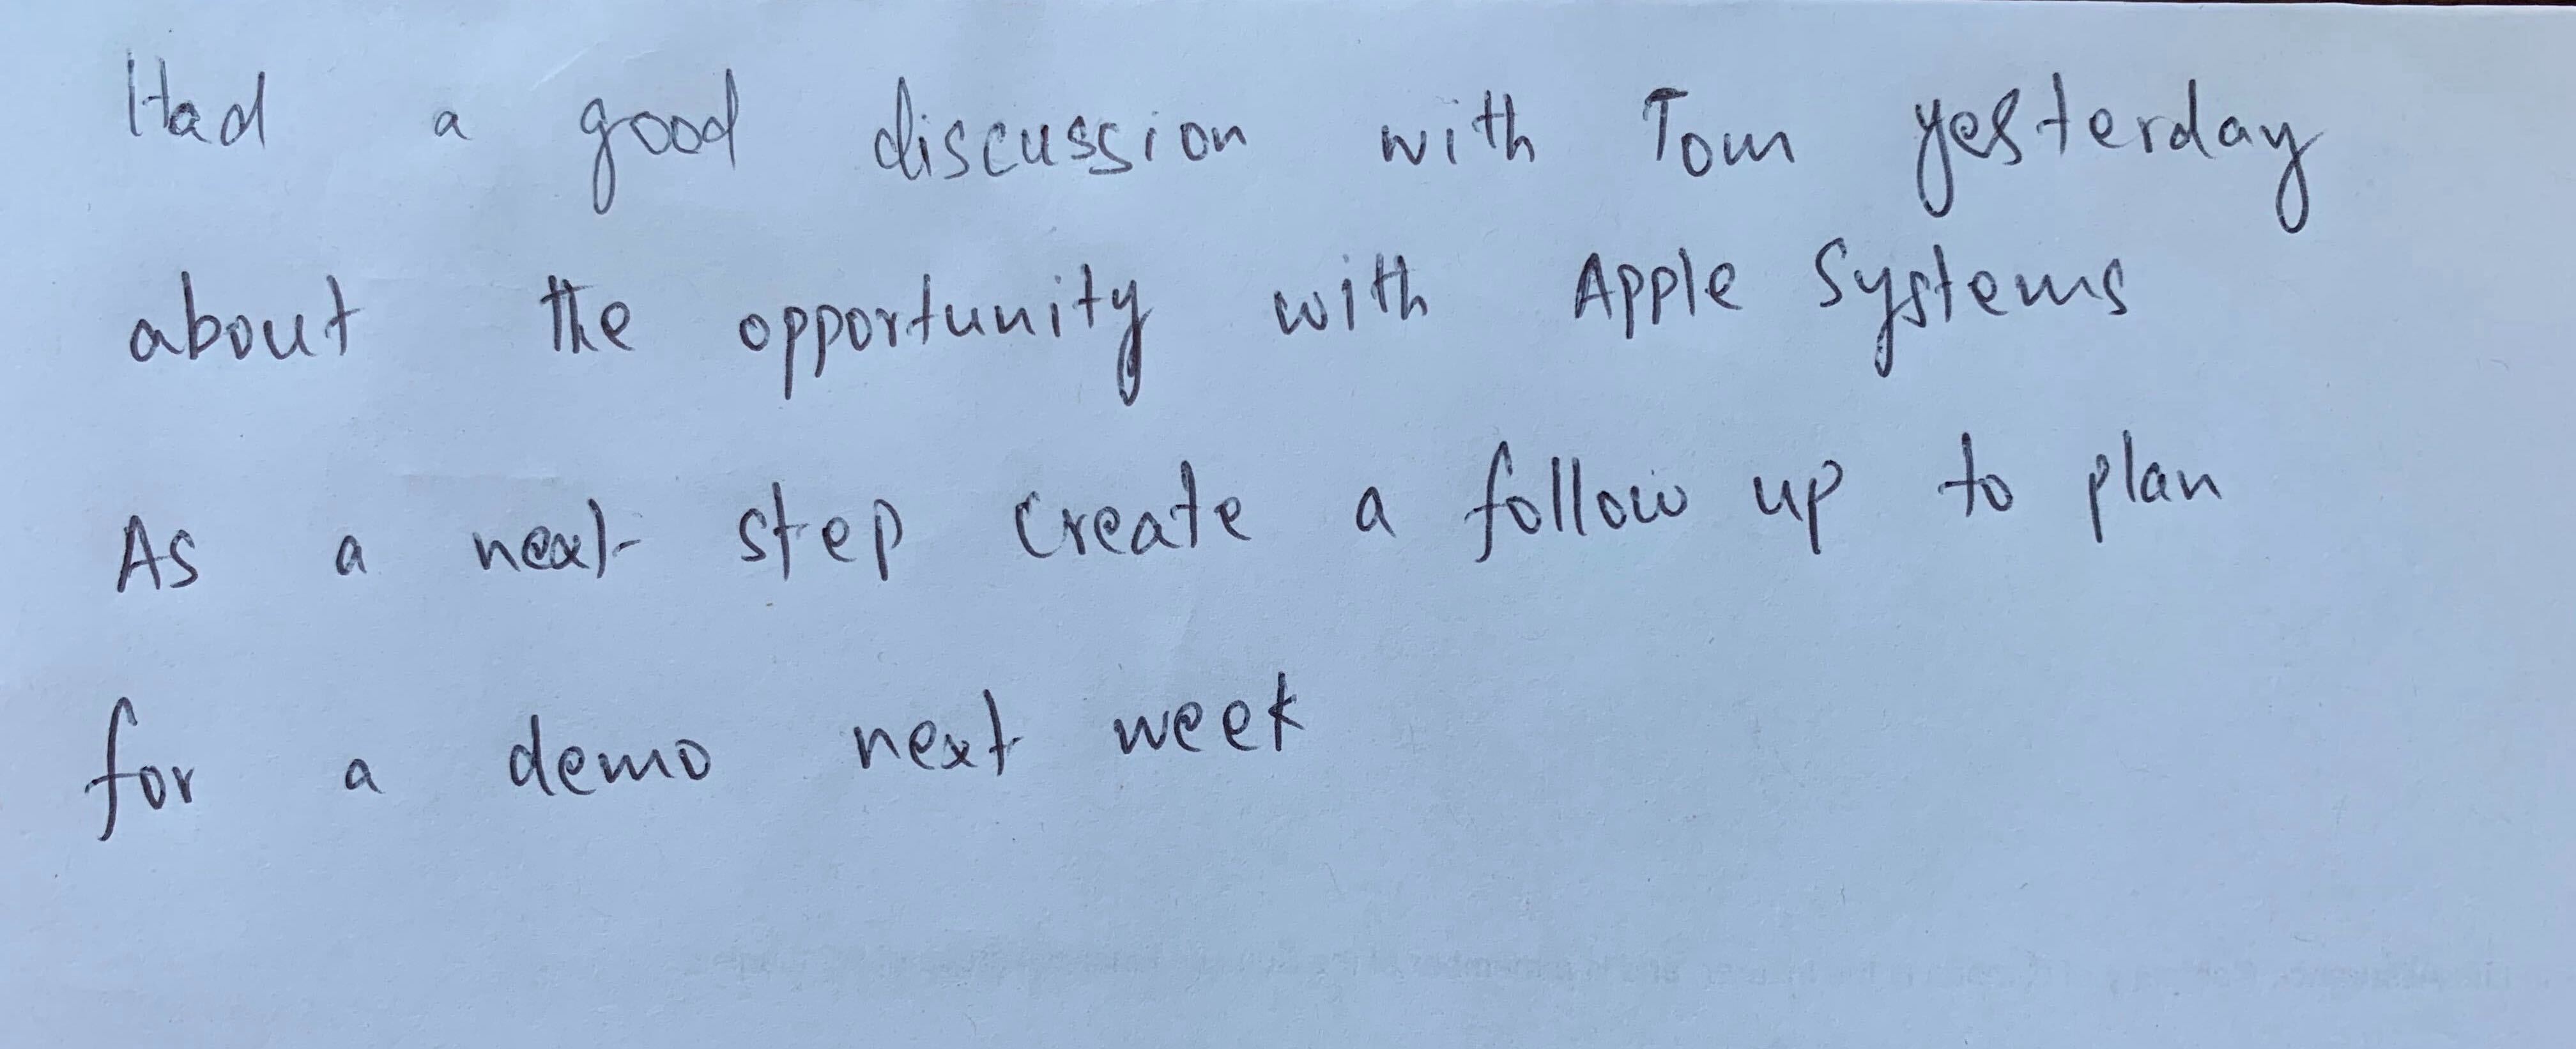 Had a good discussion with Tom yesterday
about the opportunity with Apple Systems
As a next step create a follow up to plan
for a demo next week